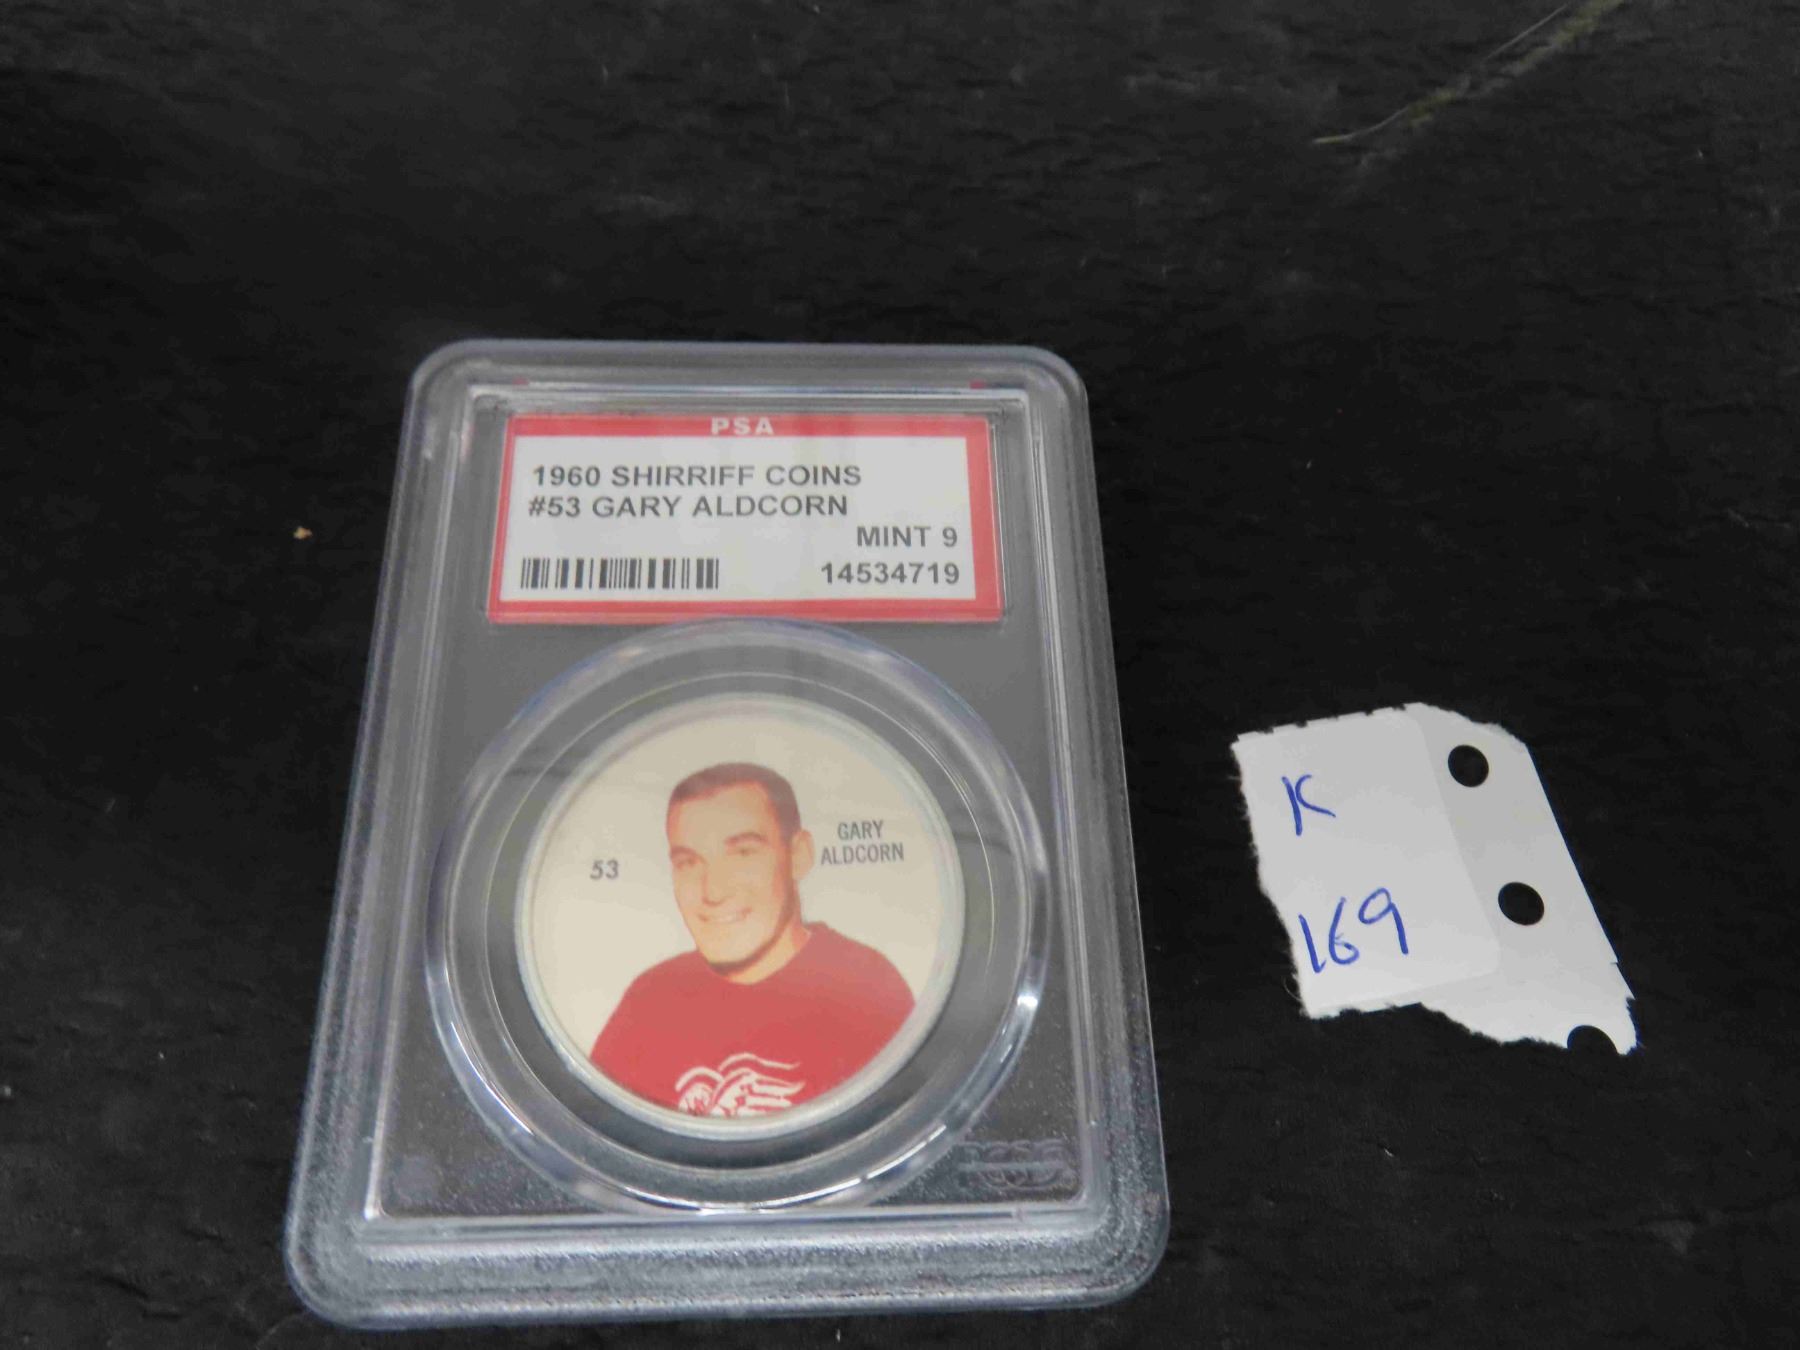 PSA
1960 SHIRRIFF COINS
#53 GARY ALDCORN
MINT 9
14534719
53
GARY
ALDCORN
K
169